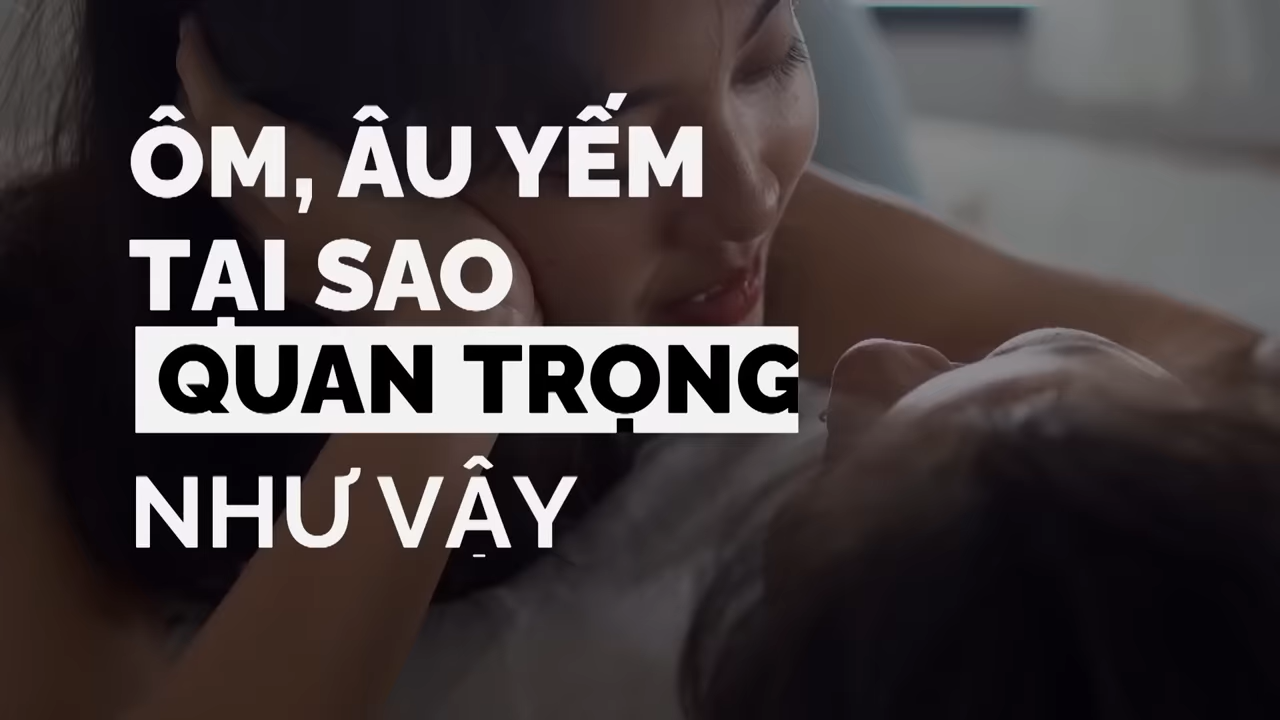 ÔM, ÂU YẾM
TẠI SAO
QUAN TRỌNG
NHƯ VẬY